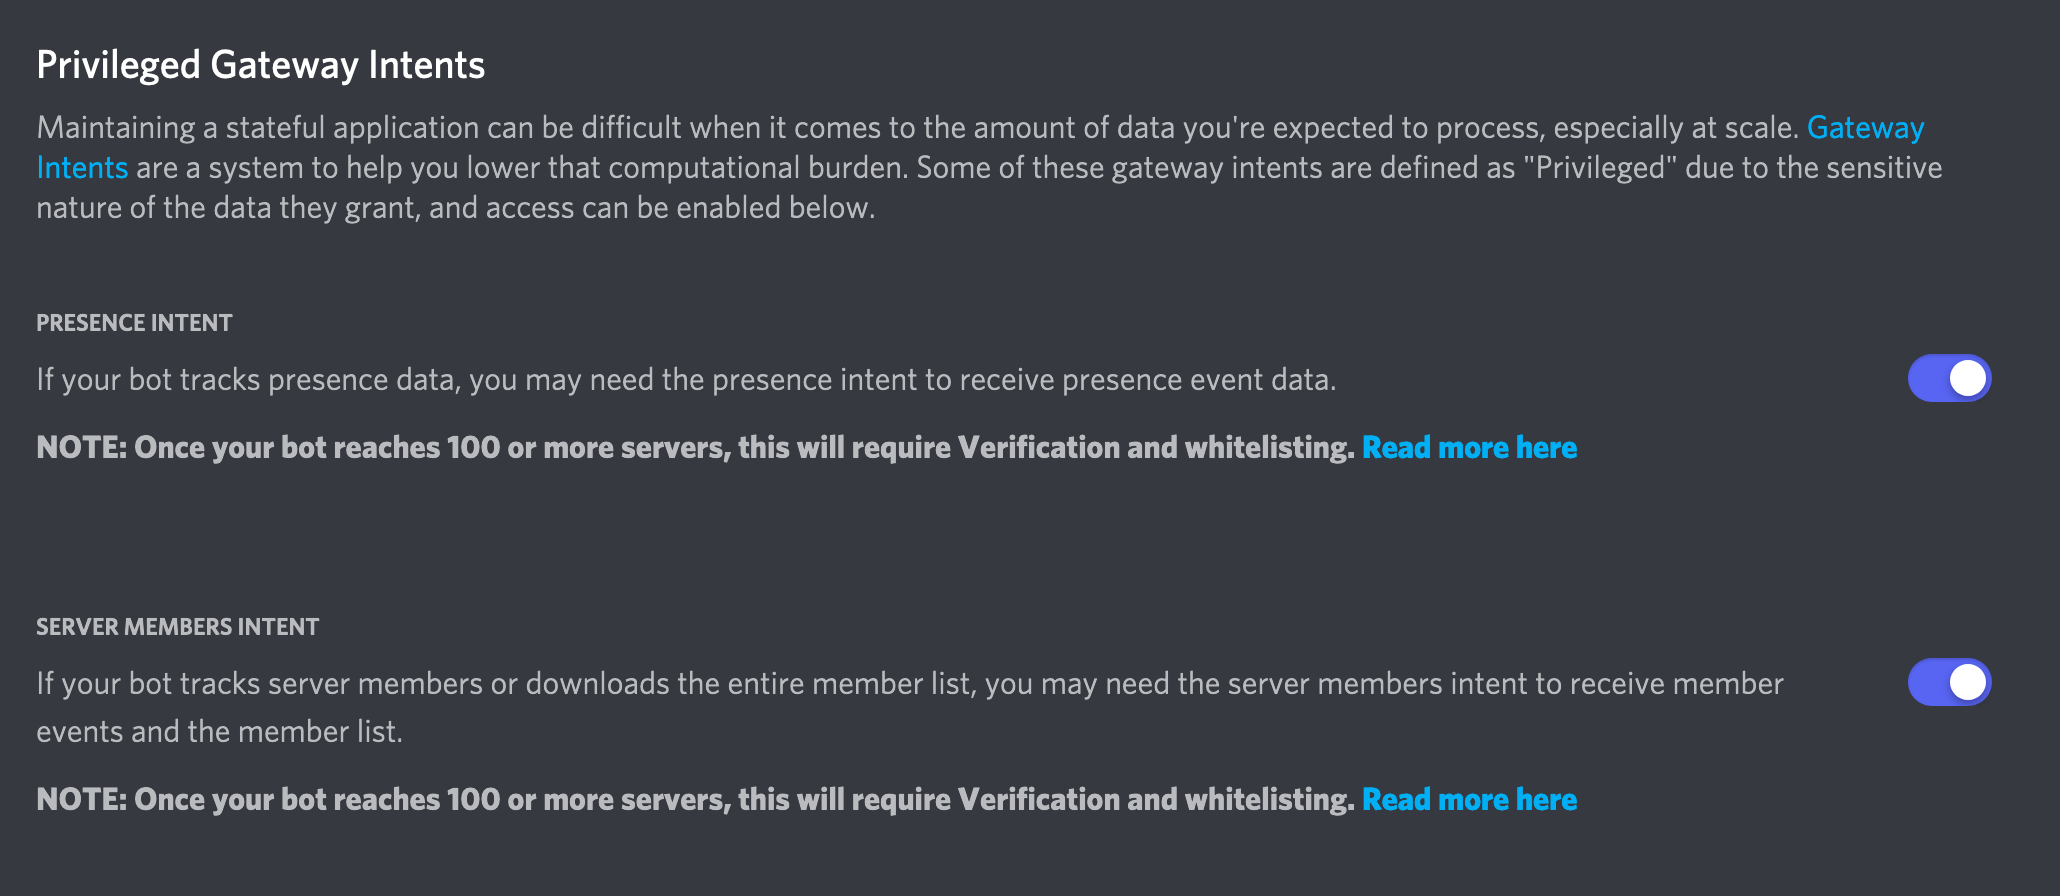 Privileged Gateway Intents
Maintaining a stateful application can be difficult when it comes to the amount of data you're expected to process, especially at scale. Gateway
Intents are a system to help you lower that computational burden. Some of these gateway intents are defined as "Privileged" due to the sensitive
nature of the data they grant, and access can be enabled below.
PRESENCE INTENT
If your bot tracks presence data, you may need the presence intent to receive presence event data.
NOTE: Once your bot reaches 100 or more servers, this will require Verification and whitelisting. Read more here
SERVER MEMBERS INTENT
If your bot tracks server members or downloads the entire member list, you may need the server members intent to receive member
events and the member list.
NOTE: Once your bot reaches 100 or more servers, this will require Verification and whitelisting. Read more here